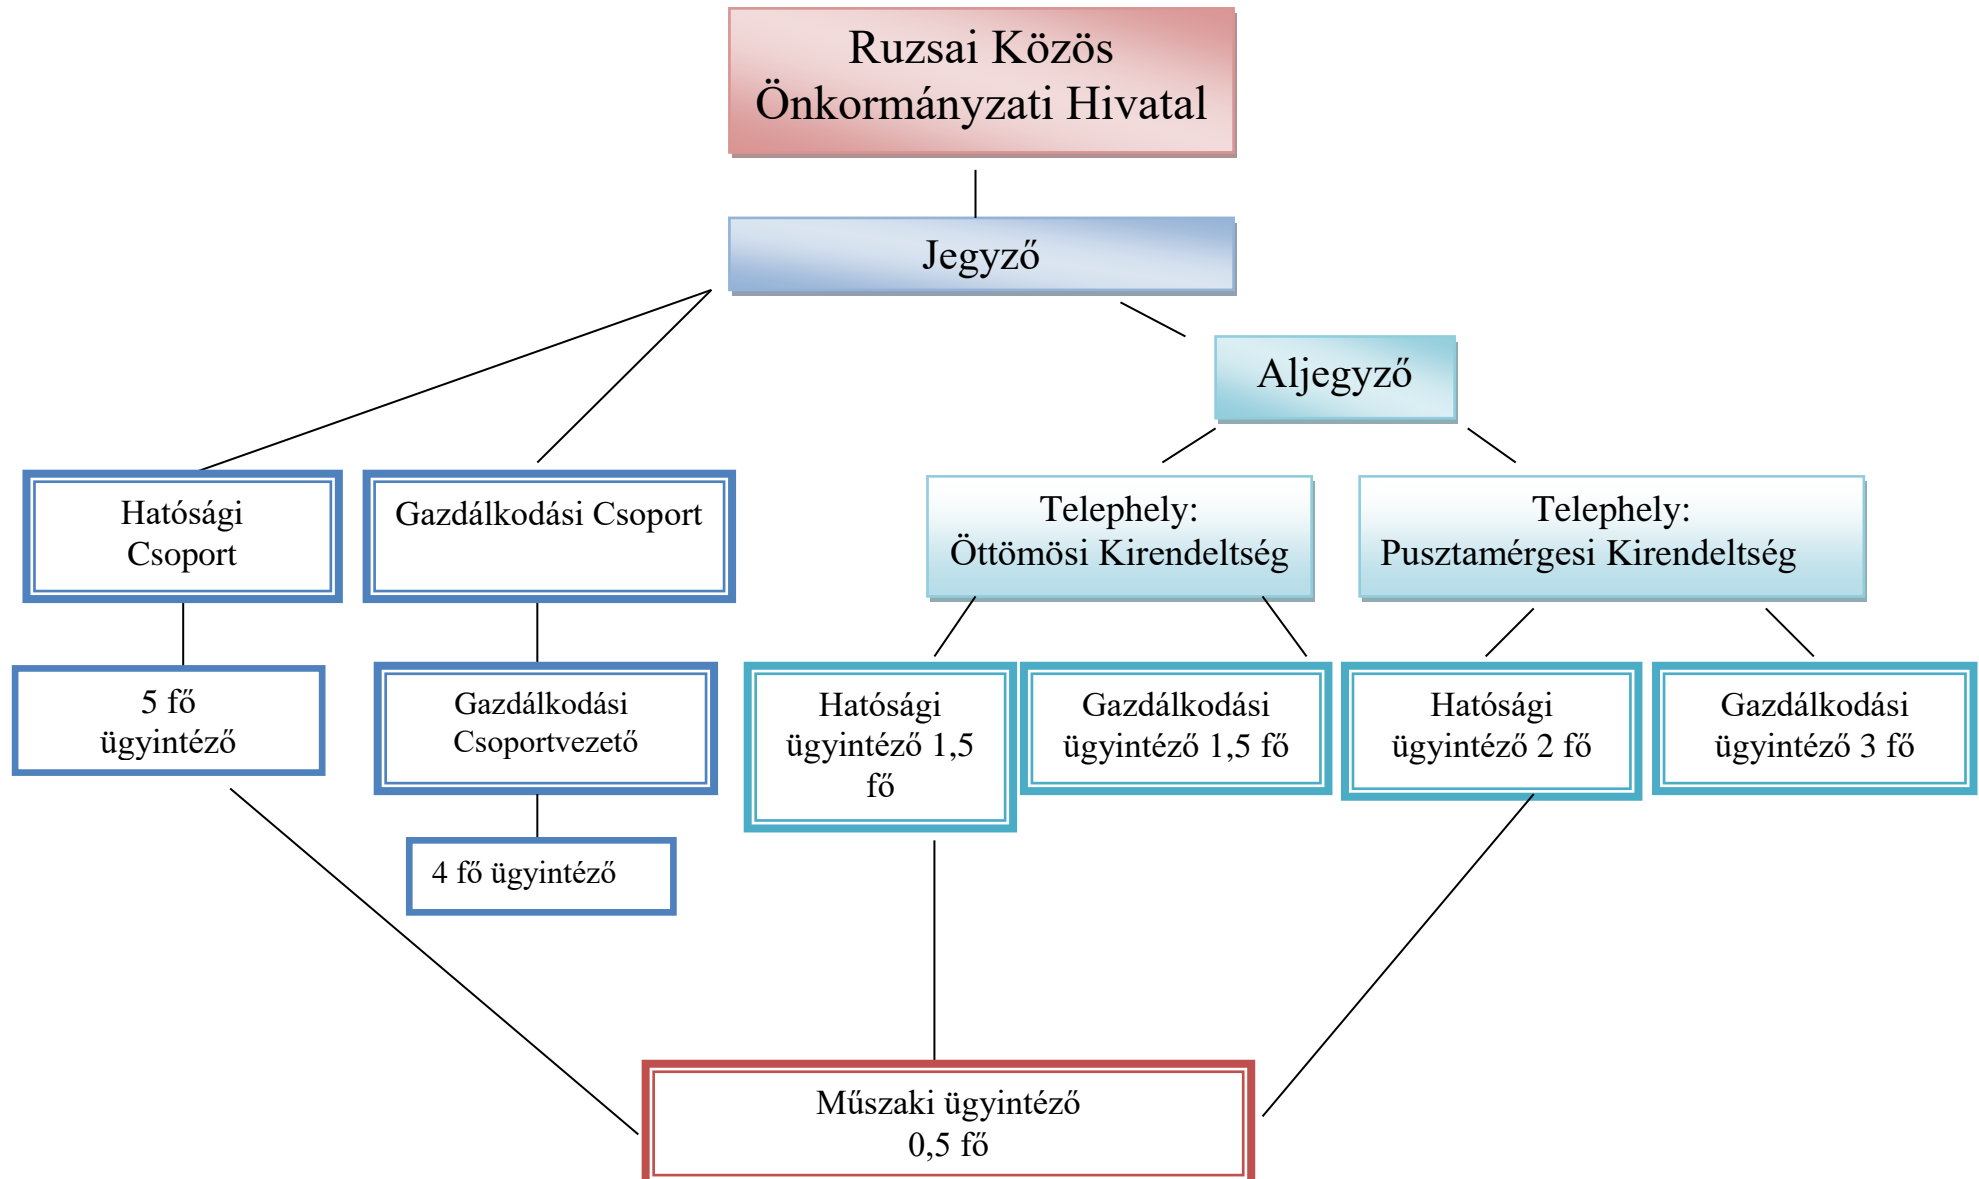 Ruzsai Közös
Önkormányzati Hivatal
Jegyző
Aljegyző
Hatósági
Csoport
Gazdálkodási Csoport
Telephely:
Öttömösi Kirendeltség
Telephely:
Pusztamérgesi Kirendeltség
5 fő
ügyintéző
Gazdálkodási
Csoportvezető
Hatósági
ügyintéző 1,5
fő
Gazdálkodási
ügyintéző 1,5 fő
Hatósági
ügyintéző 2 fő
Gazdálkodási
ügyintéző 3 fő
4 fő ügyintéző
Műszaki ügyintéző
0,5 fő